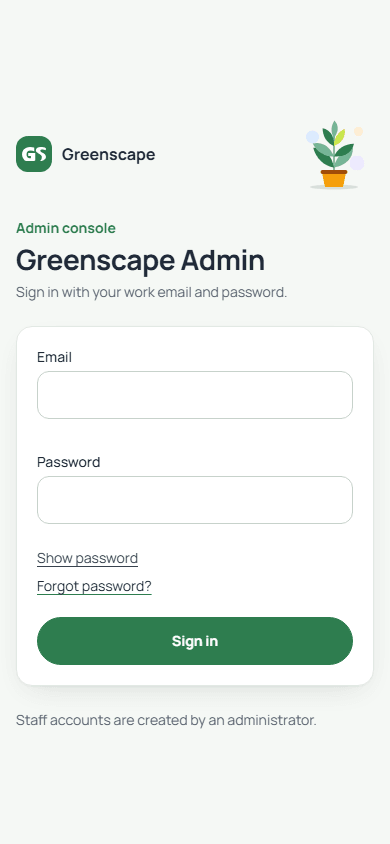 GS
Greenscape
Admin console
Greenscape Admin
Sign in with your work email and password.
Email
Password
Show password
Forgot password?
Sign in
Staff accounts are created by an administrator.